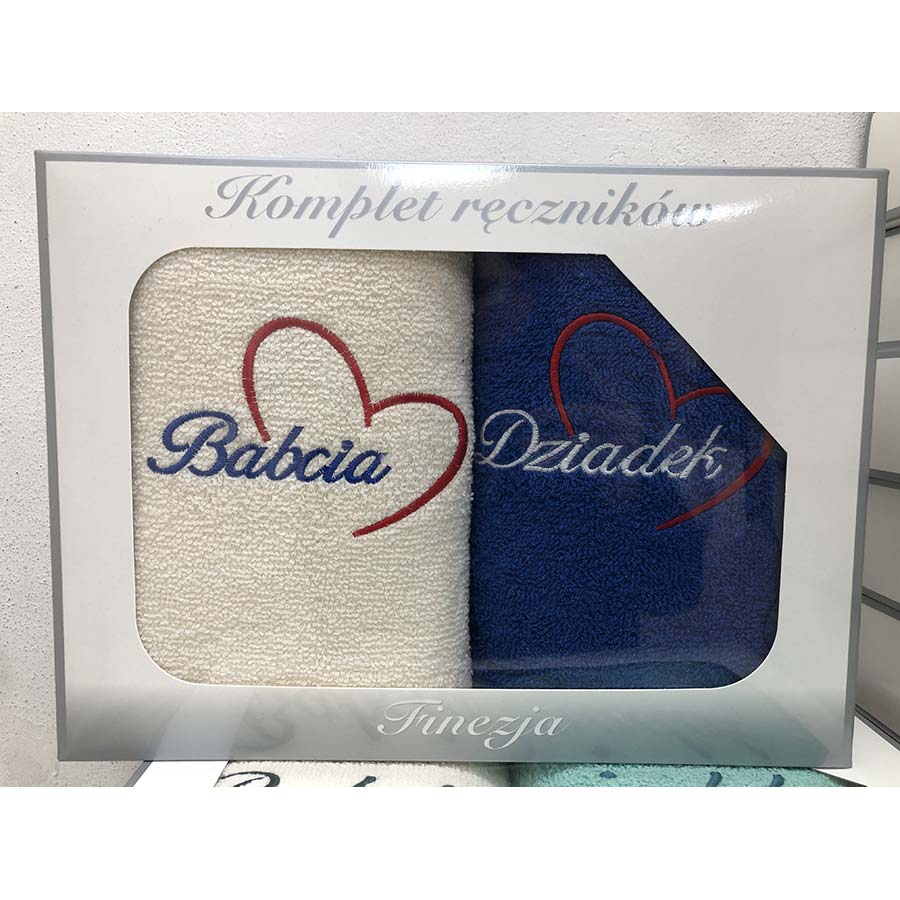 Komplet ręczników
Babcia
Dziadek
Finezja